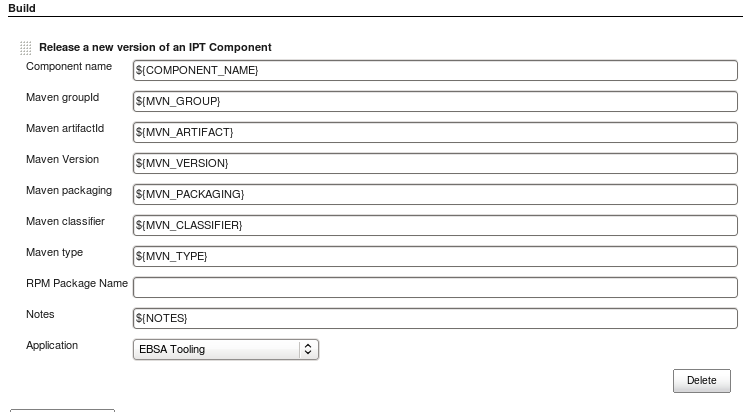 Build
Release a new version of an IPT Component
Component name ${COMPONENT_NAME}
Maven groupId ${MVN_GROUP}
Maven artifactId ${MVN_ARTIFACT}
Maven Version ${MVN_VERSION}
Maven packaging ${MVN_PACKAGING}
Maven classifier ${MVN_CLASSIFIER}
Maven type ${MVN_TYPE}
RPM Package Name
Notes ${NOTES}
Application EBSA Tooling
Delete